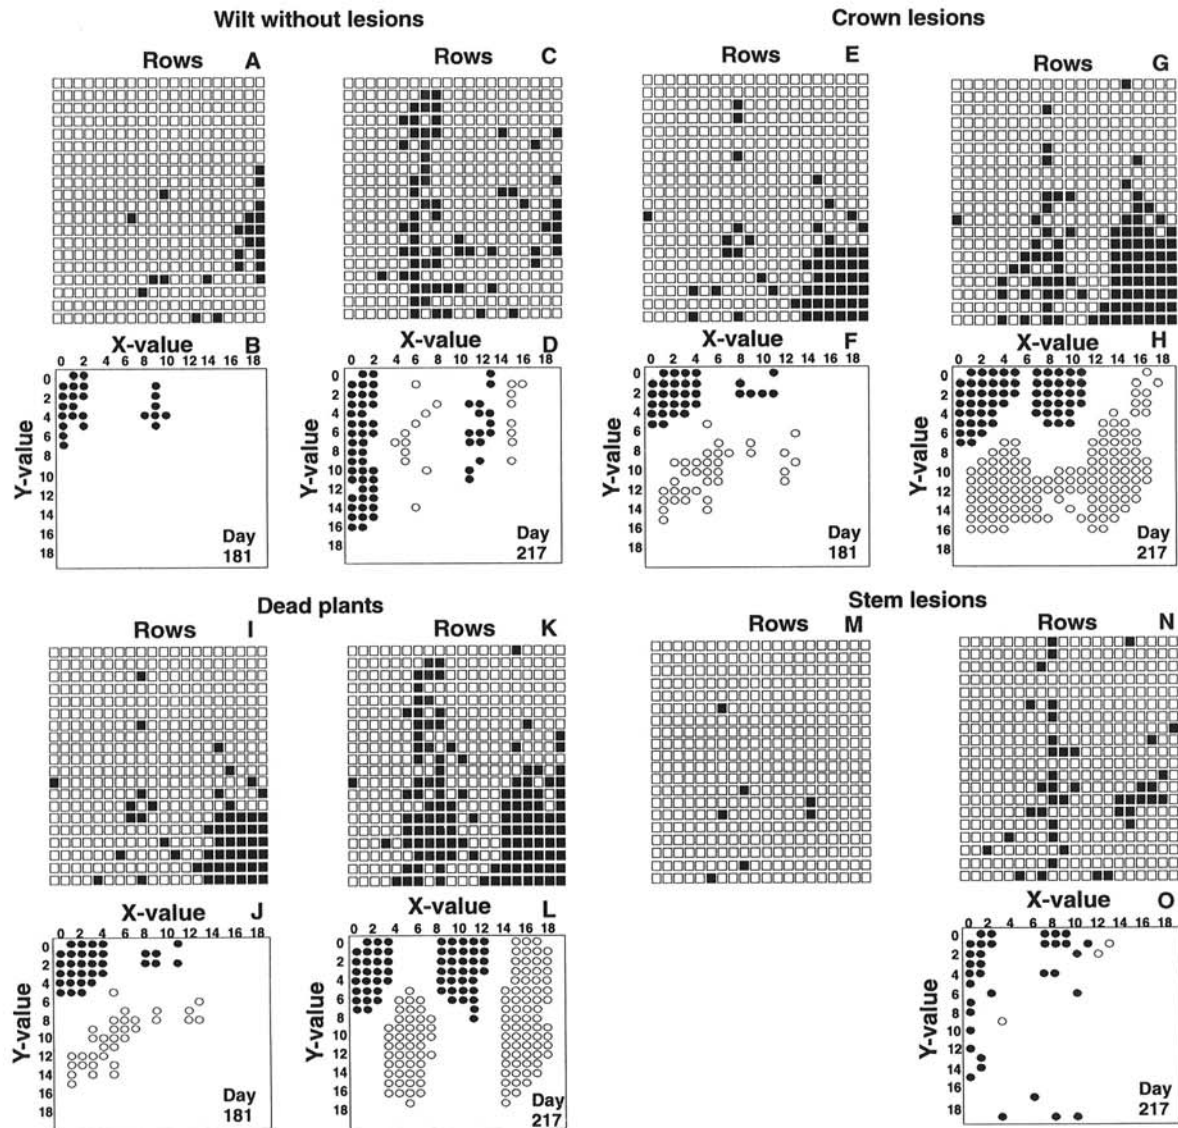 Wilt without lesions
Crown lesions
Rows A
Rows C
Rows E
Rows G
X-value B
0 2 4 6 8 10 12 14 16 18
X-value D
0 2 4 6 8 10 12 14 16 18
X-value F
0 2 4 6 8 10 12 14 16 18
X-value H
0 2 4 6 8 10 12 14 16 18
Y-value
0
2
4
6
8
10
12
14
16
18
Day
181
Y-value
0
2
4
6
8
10
12
14
16
18
Day
217
Y-value
0
2
4
6
8
10
12
14
16
18
Day
181
Y-value
0
2
4
6
8
10
12
14
16
18
Day
217
Dead plants
Stem lesions
Rows I
Rows K
Rows M
Rows N
X-value J
0 2 4 6 8 10 12 14 16 18
X-value L
0 2 4 6 8 10 12 14 16 18
X-value O
0 2 4 6 8 10 12 14 16 18
Y-value
0
2
4
6
8
10
12
14
16
18
Day
181
Y-value
0
2
4
6
8
10
12
14
16
18
Day
217
Y-value
0
2
4
6
8
10
12
14
16
18
Day
217